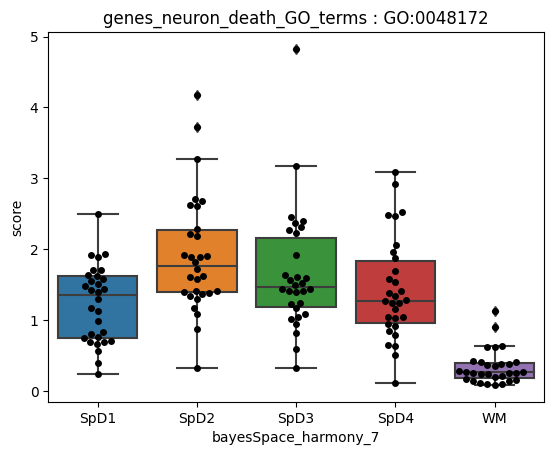 genes_neuron_death_GO_terms : GO:0048172
5
4
3
2
1
0
score
SpD1 SpD2 SpD3 SpD4 WM
bayesSpace_harmony_7